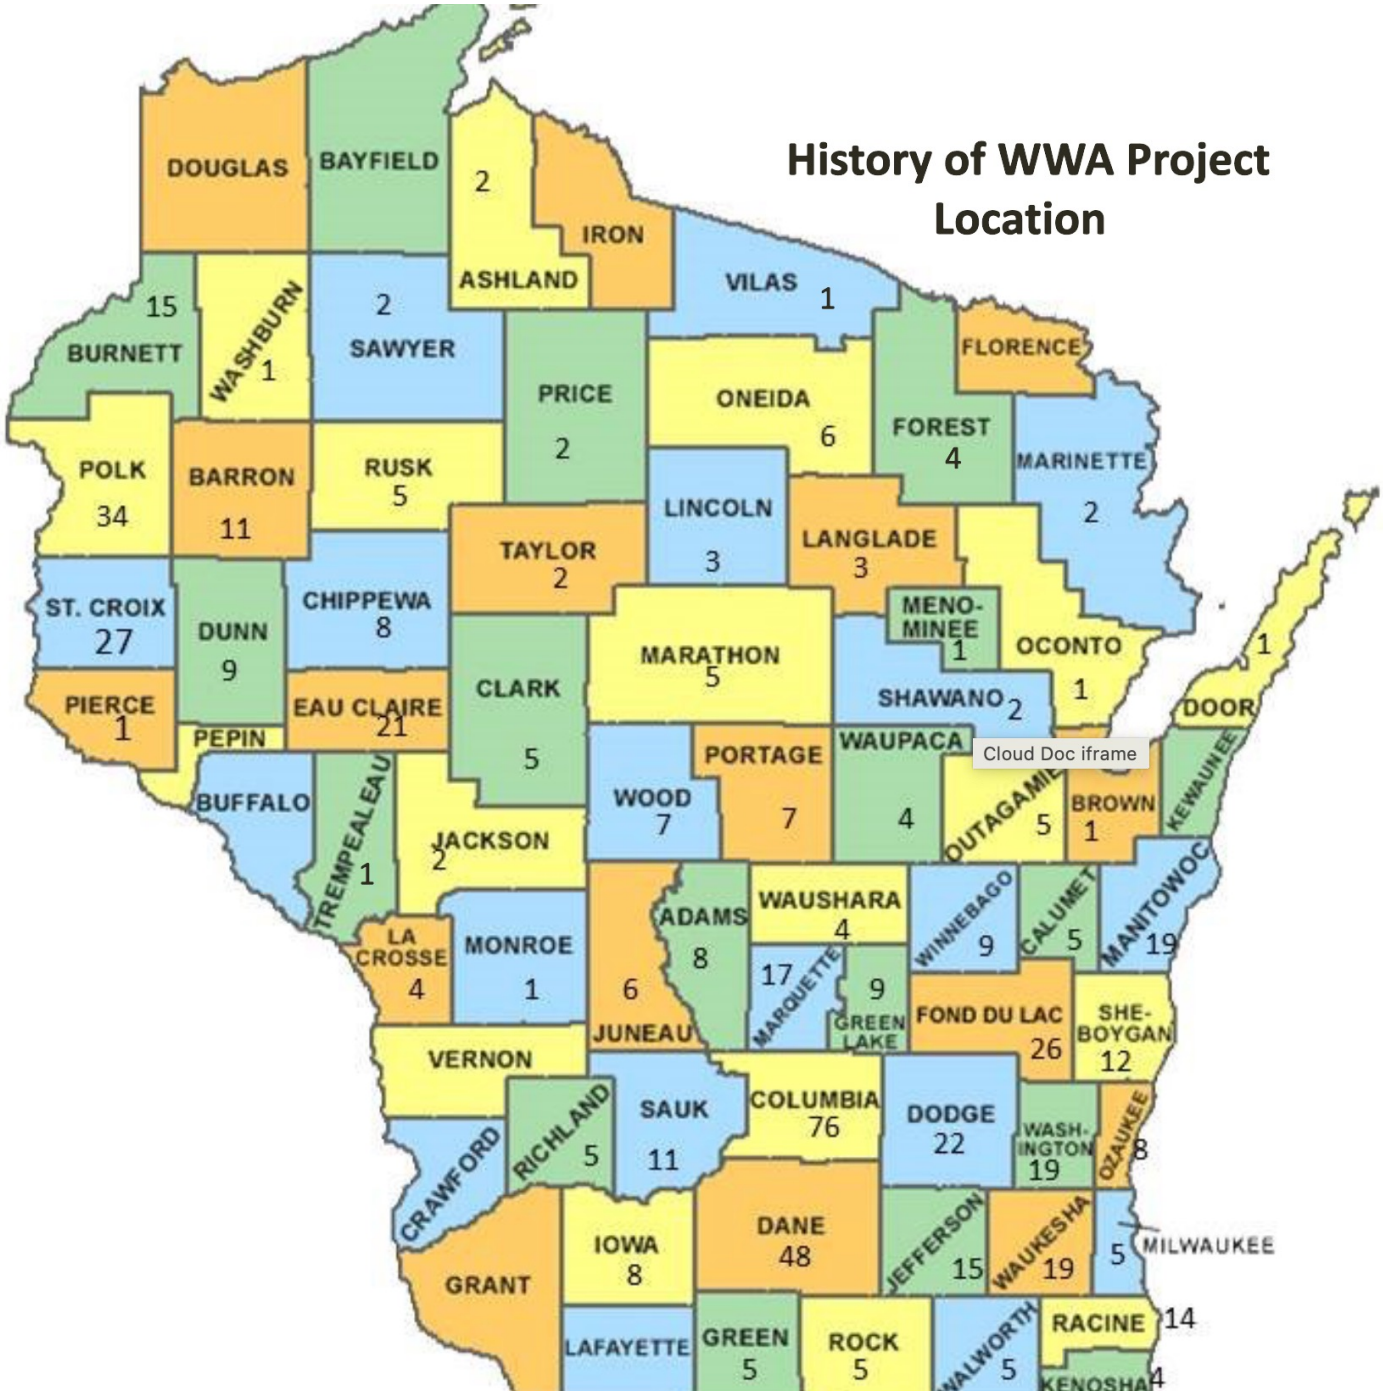 History of WWA Project
Location
DOUGLAS
BAYFIELD
2
ASHLAND
IRON
VILAS
1
15
BURNETT
WASHBURN
1
2
SAWYER
PRICE
2
ONEIDA
6
FOREST
4
FLORENCE
MARINETTE
2
POLK
34
BARRON
11
RUSK
5
LINCOLN
3
LANGLADE
3
TAYLOR
2
ST. CROIX
27
DUNN
9
CHIPPEWA
8
MENO-
MINEE
1
OCONTO
1
1
DOOR
MARATHON
5
CLARK
5
SHAWANO
2
PIERCE
1
PEPIN
EAU CLAIRE
21
WAUPACA
4
Cloud Doc iframe
PORTAGE
7
WOOD
7
OUTAGAMIE
5
BROWN
1
KEWAUNEE
BUFFALO
TREMPEALEAU
1
JACKSON
2
ADAMS
8
WAUSHARA
4
WINNEBAGO
9
CALUMET
5
MANITOWOC
19
LA
CROSSE
4
MONROE
1
6
JUNEAU
17
MARQUETTE
9
GREEN
LAKE
FOND DU LAC
26
SHE-
BOYGAN
12
VERNON
RICHLAND
5
SAUK
11
COLUMBIA
76
DODGE
22
WASH-
INGTON
19
OZAUKEE
8
CRAWFORD
GRANT
IOWA
8
DANE
48
JEFFERSON
15
WAUKESHA
19
5
MILWAUKEE
LAFAYETTE
GREEN
5
ROCK
5
WALWORTH
5
RACINE
14
KENOSHA
4